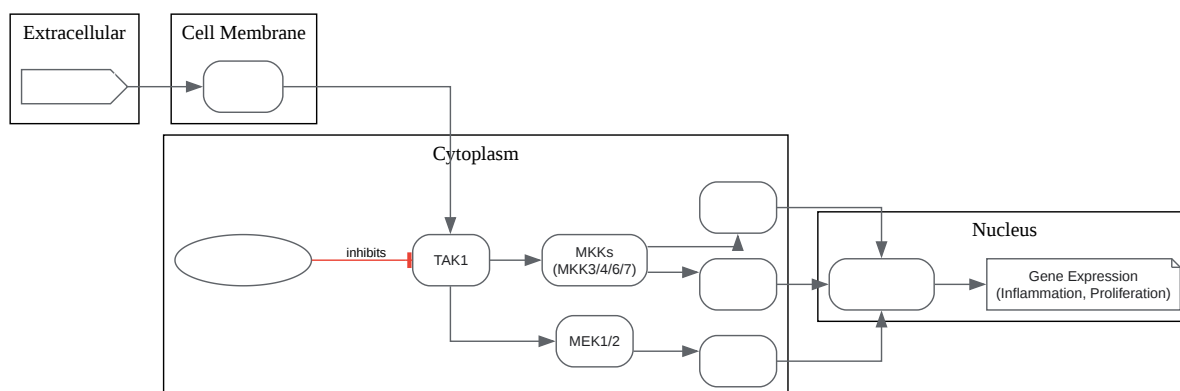 Extracellular
Cell Membrane
Cytoplasm
inhibits
TAK1
MKKs
(MKK3/4/6/7)
MEK1/2
Nucleus
Gene Expression
(Inflammation, Proliferation)